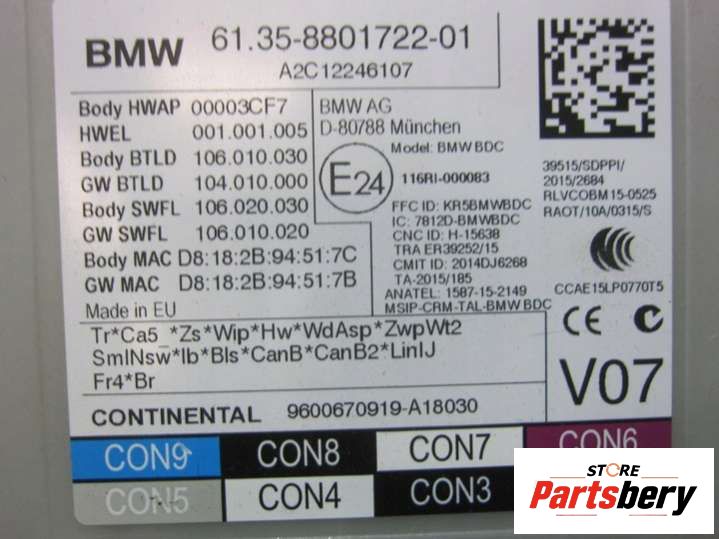 BMW 61.35-8801722-01
A2C12246107
Body HWAP 00003CF7
HWEL 001.001.005
Body BTLD 106.010.030
GW BTLD 104.010.000
Body SWFL 106.020.030
GW SWFL 106.010.020
Body MAC D8:18:2B:94:51:7C
GW MAC D8:18:2B:94:51:7B
Made in EU
BMW AG
D-80788 München
Model: BMW BDC
E24
116RI-000083
FFC ID: KR5BMWBDC
IC: 7812D-BMWBDC
CNC ID: H-15638
TRA ER39252/15
CMIT ID: 2014DJ6268
TA-2015/185
ANATEL: 1587-15-2149
MSIP-CRM-TAL-BMW BDC
39515/SDPPI/
2015/2684
RLVCOBM15-0525
RAOT/10A/0315/S
CCAE15LP0770T5
CE
V07
Tr*Ca5_*Zs*Wip*Hw*WdAsp*ZwpWt2
SmlNsw*Ib*Bls*CanB*CanB2*LinIJ
Fr4*Br
CONTINENTAL 9600670919-A18030
CON9 CON8 CON7 CON6
CON5 CON4 CON3
STORE
Partsbery